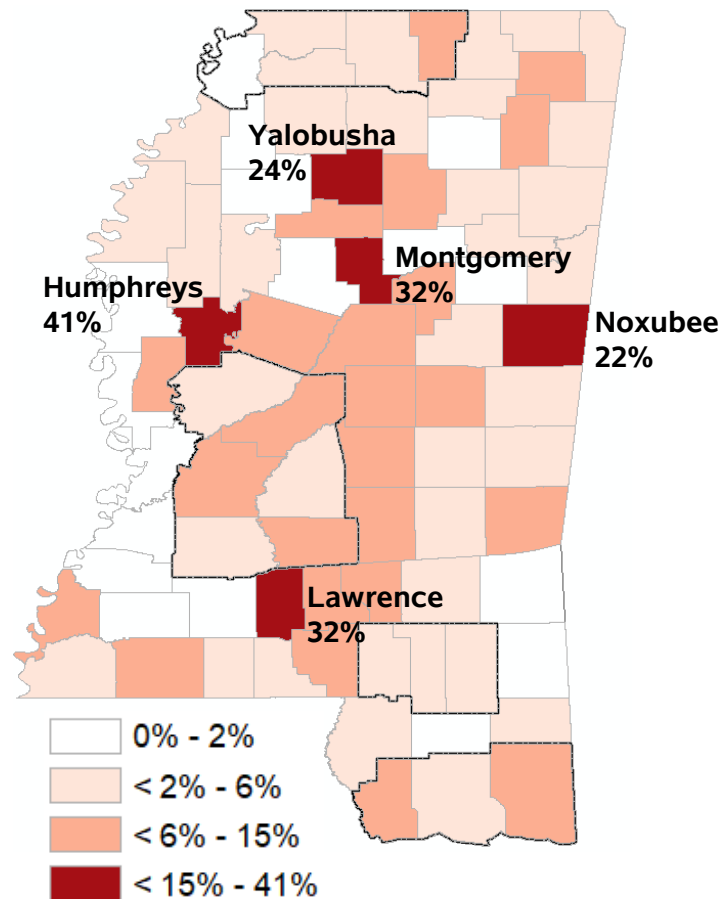 Yalobusha
24%
Montgomery
32%
Humphreys
41%
Noxubee
22%
Lawrence
32%
0% - 2%
< 2% - 6%
< 6% - 15%
< 15% - 41%